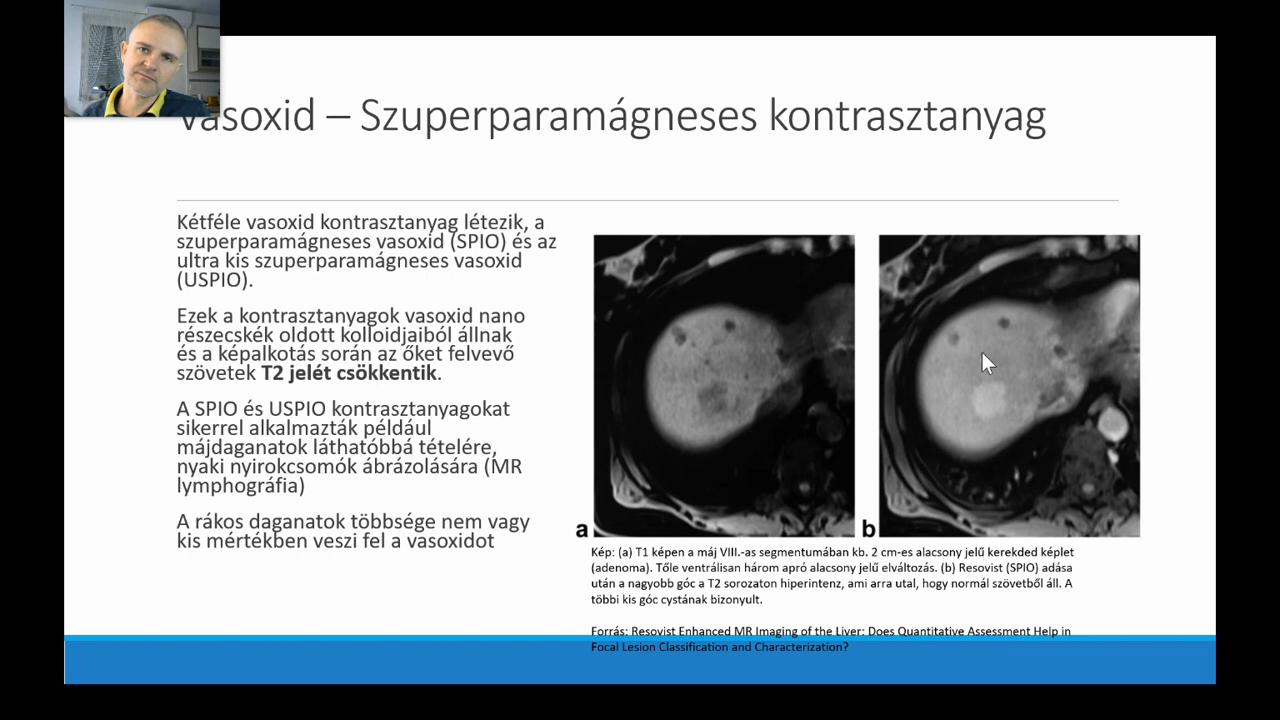 Vasoxid – Szuperparamágneses kontrasztanyag
Kétféle vasoxid kontrasztanyag létezik, a
szuperparamágneses vasoxid (SPIO) és az
ultra kis szuperparamágneses vasoxid
(USPIO).
Ezek a kontrasztanyagok vasoxid nano
részecskék oldott kolloidjaiból állnak
és a képalkotás során az őket felvevő
szövetek T2 jelét csökkentik.
A SPIO és USPIO kontrasztanyagokat
sikerrel alkalmazták például
májdaganatok láthatóbbá tételére,
nyaki nyirokcsomók ábrázolására (MR
lymphográfia)
A rákos daganatok többsége nem vagy
kis mértékben veszi fel a vasoxidot
a
b
Kép: (a) T1 képen a máj VIII.-as segmentumában kb. 2 cm-es alacsony jelű kerekded képlet
(adenoma). Tőle ventrálisan három apró alacsony jelű elváltozás. (b) Resovist (SPIO) adása
után a nagyobb góc a T2 sorozaton hiperintenz, ami arra utal, hogy normál szövetből áll. A
többi kis góc cystának bizonyult.
Forrás: Resovist Enhanced MR Imaging of the Liver: Does Quantitative Assessment Help in
Focal Lesion Classification and Characterization?